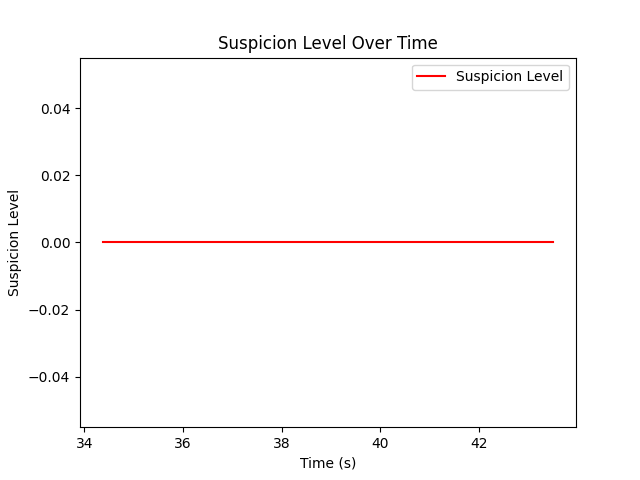 Suspicion Level Over Time
Suspicion Level
0.04
0.02
0.00
−0.02
−0.04
Suspicion Level
34
36
38
40
42
Time (s)